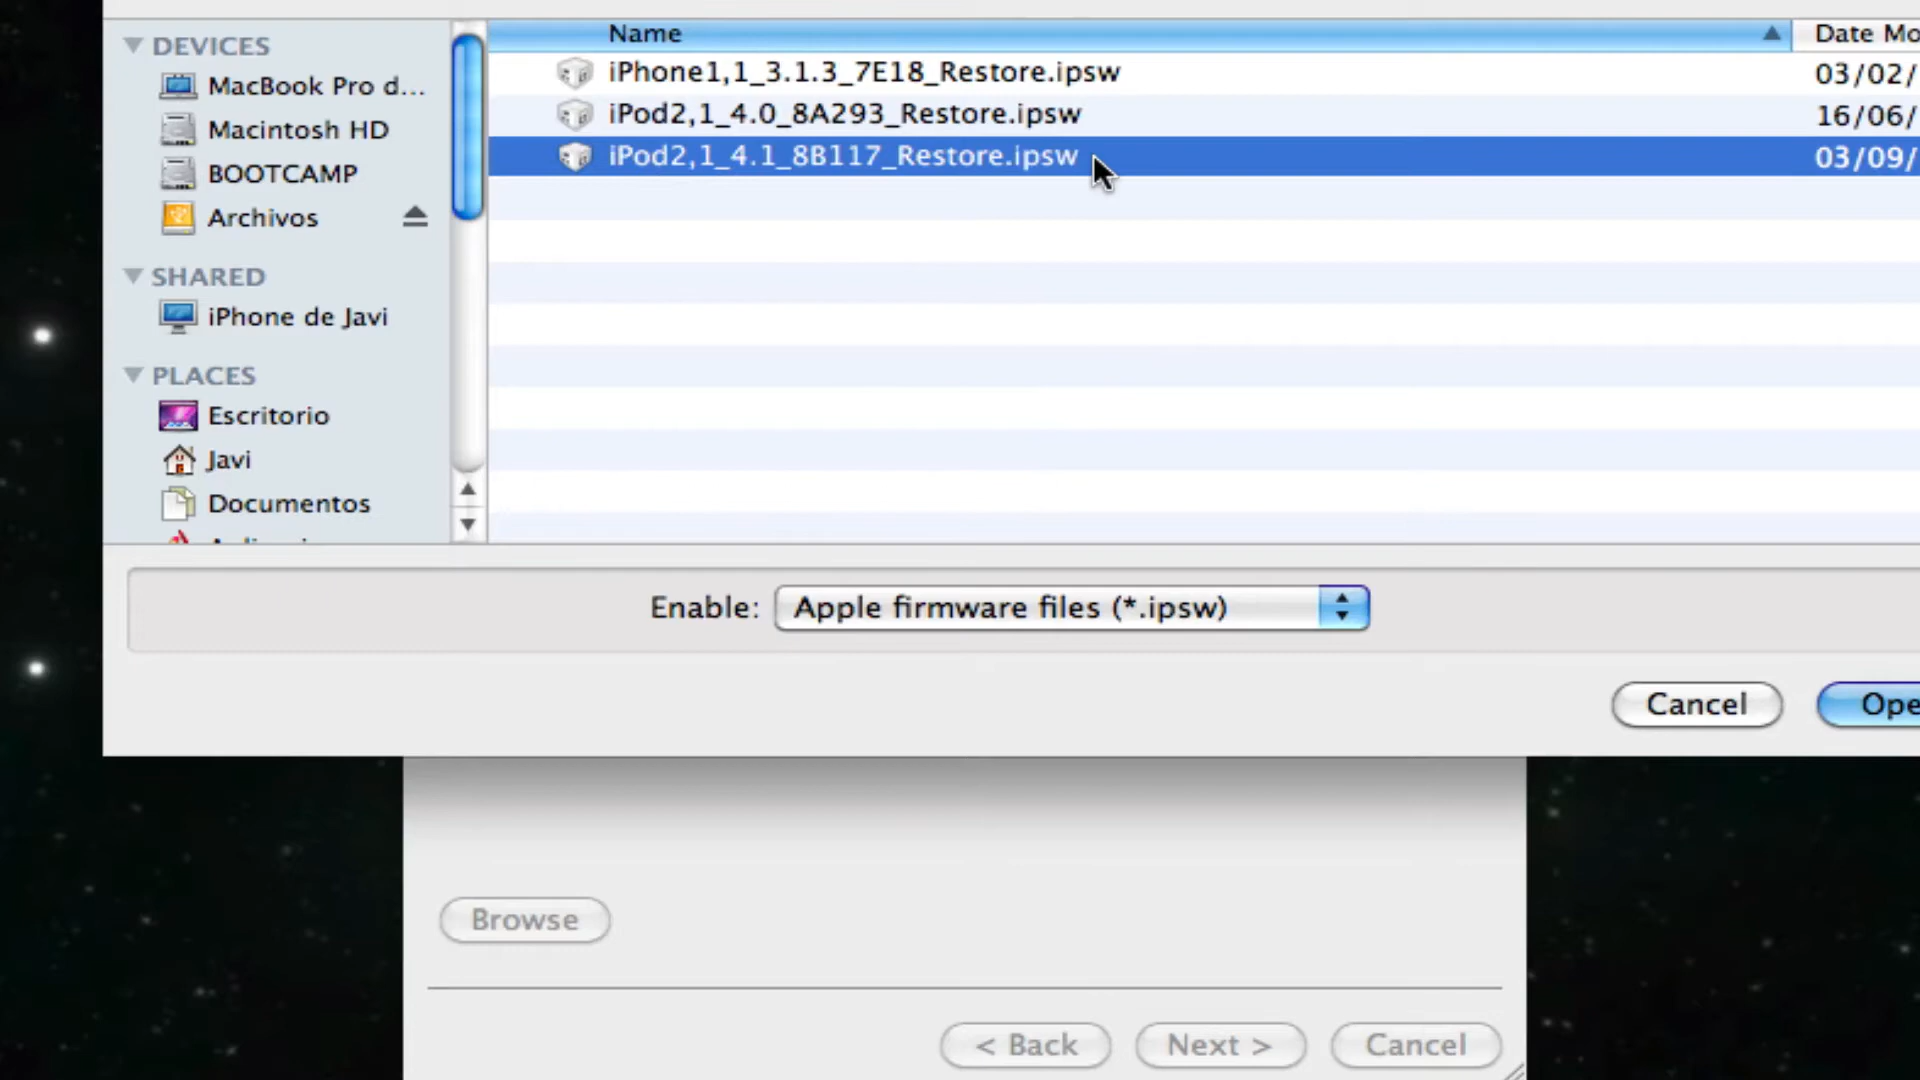 DEVICES
MacBook Pro d...
Macintosh HD
BOOTCAMP
Archivos
SHARED
iPhone de Javi
PLACES
Escritorio
Javi
Documentos
Name
Date Mo
iPhone1,1_3.1.3_7E18_Restore.ipsw
03/02/
iPod2,1_4.0_8A293_Restore.ipsw
16/06/
iPod2,1_4.1_8B117_Restore.ipsw
03/09/
Enable: Apple firmware files (*.ipsw)
Cancel
Ope
Browse
< Back
Next >
Cancel